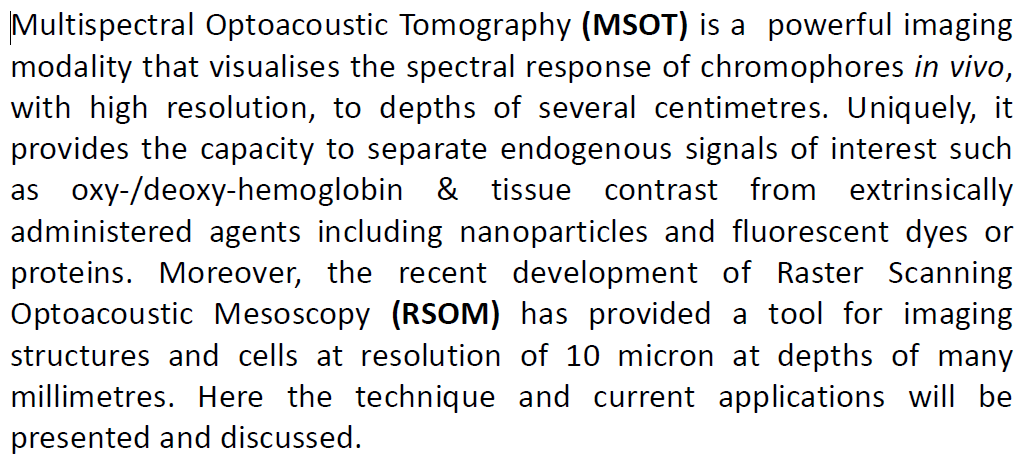 Multispectral Optoacoustic Tomography (MSOT) is a powerful imaging
modality that visualises the spectral response of chromophores in vivo,
with high resolution, to depths of several centimetres. Uniquely, it
provides the capacity to separate endogenous signals of interest such
as oxy-/deoxy-hemoglobin & tissue contrast from extrinsically
administered agents including nanoparticles and fluorescent dyes or
proteins. Moreover, the recent development of Raster Scanning
Optoacoustic Mesoscopy (RSOM) has provided a tool for imaging
structures and cells at resolution of 10 micron at depths of many
millimetres. Here the technique and current applications will be
presented and discussed.